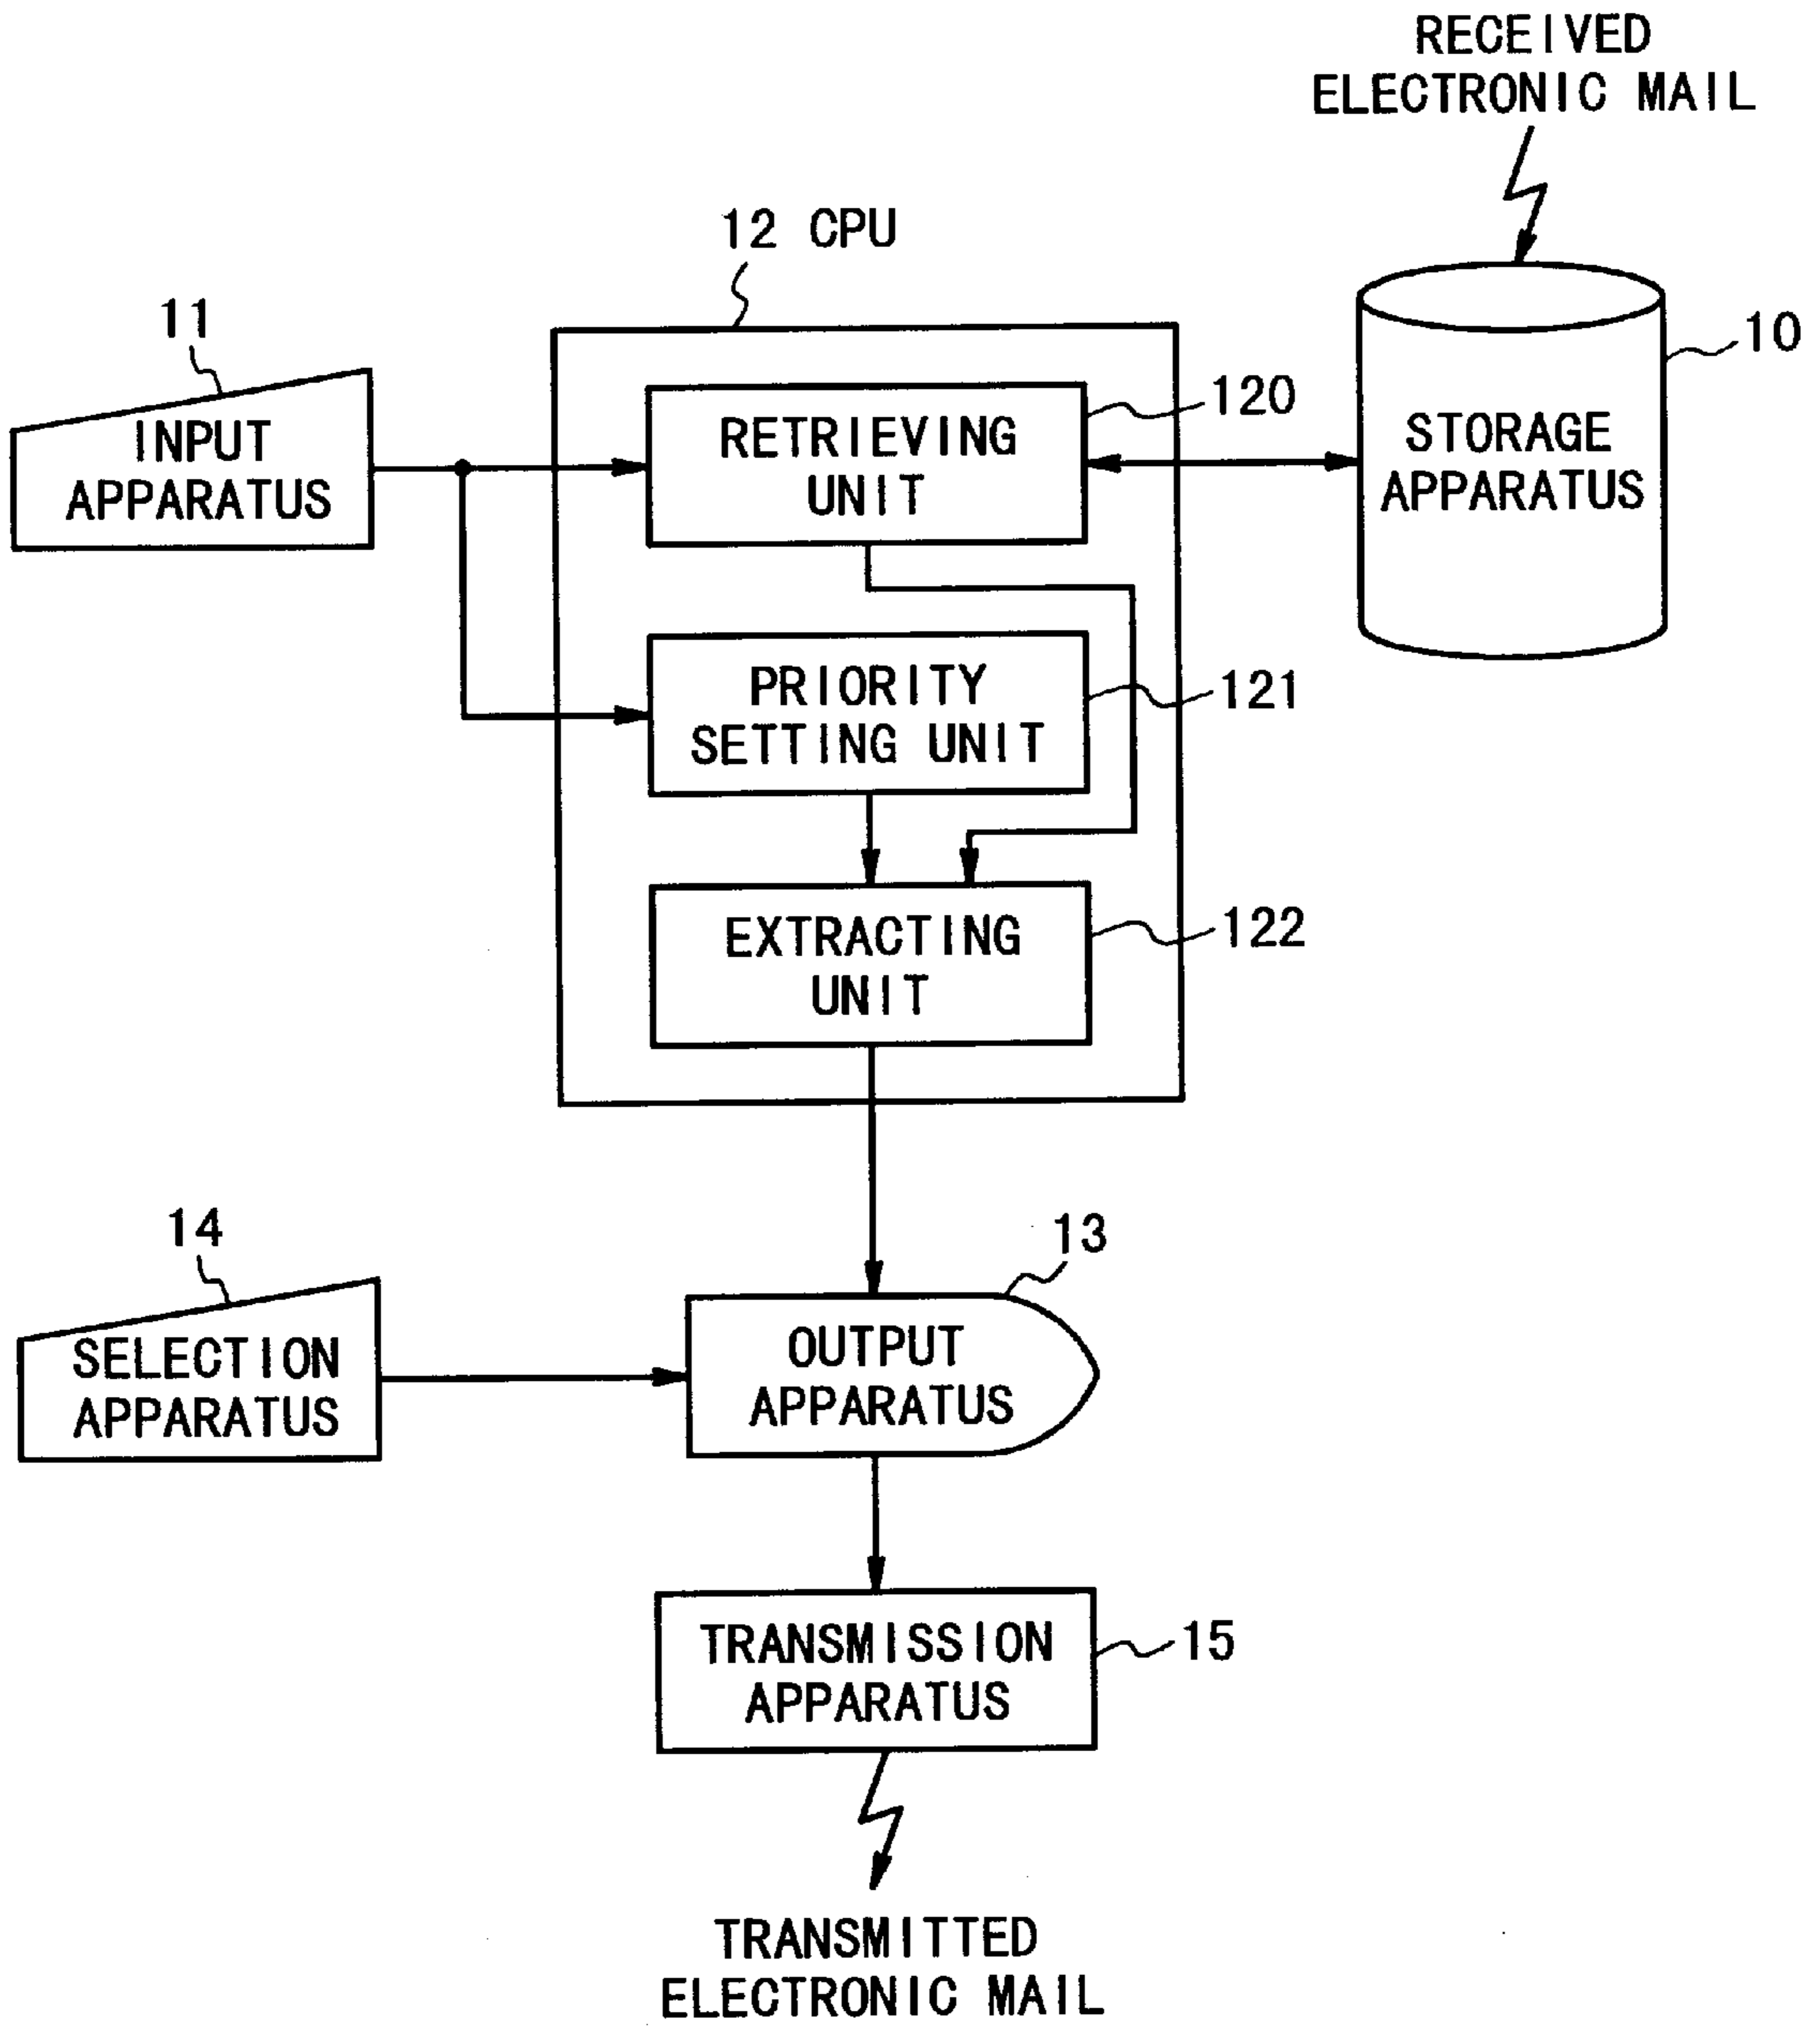 RECEIVED
ELECTRONIC MAIL
12 CPU
11
10
INPUT
APPARATUS
120
RETRIEVING
UNIT
STORAGE
APPARATUS
121
PRIORITY
SETTING UNIT
122
EXTRACTING
UNIT
14
13
SELECTION
APPARATUS
OUTPUT
APPARATUS
15
TRANSMISSION
APPARATUS
TRANSMITTED
ELECTRONIC MAIL